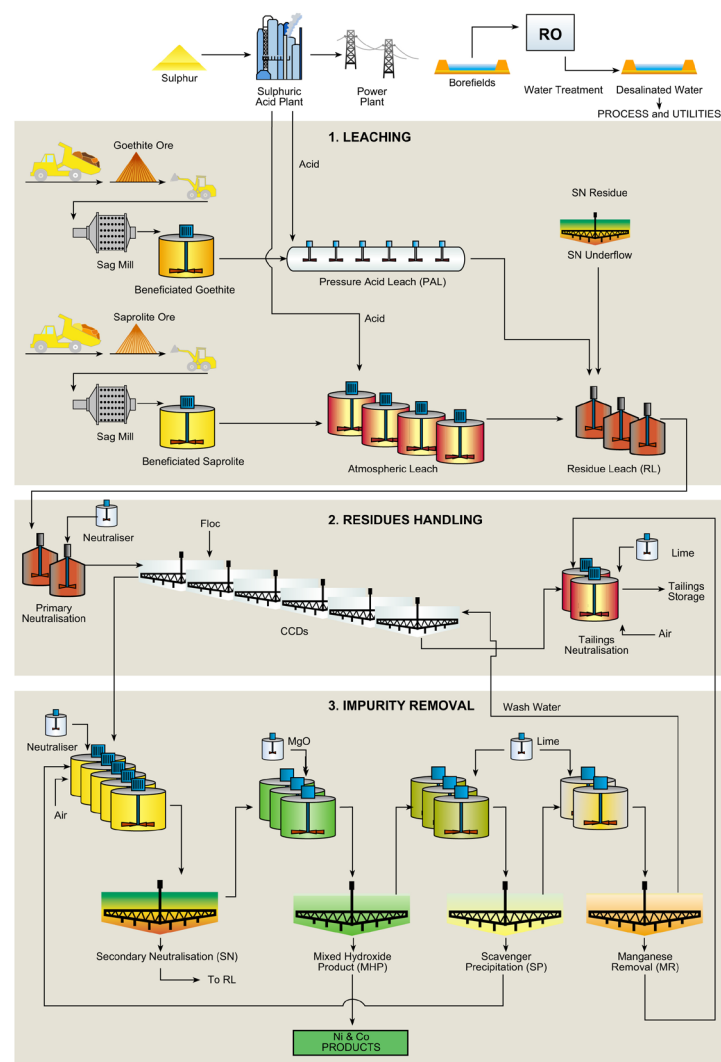 RO
Sulphur
Sulphuric
Acid Plant
Power
Plant
Borefields
Water Treatment
Desalinated Water
PROCESS and UTILITIES
1. LEACHING
Goethite Ore
Acid
SN Residue
Sag Mill
SN Underflow
Beneficiated Goethite
Pressure Acid Leach (PAL)
Saprolite Ore
Acid
Sag Mill
Beneficiated Saprolite
Atmospheric Leach
Residue Leach (RL)
2. RESIDUES HANDLING
Neutraliser
Floc
Lime
Tailings
Storage
Primary
Neutralisation
CCDs
Air
Tailings
Neutralisation
3. IMPURITY REMOVAL
Wash Water
Neutraliser
MgO
Lime
Air
Secondary Neutralisation (SN)
Mixed Hydroxide
Product (MHP)
Scavenger
Precipitation (SP)
Manganese
Removal (MR)
To RL
Ni & Co
PRODUCTS